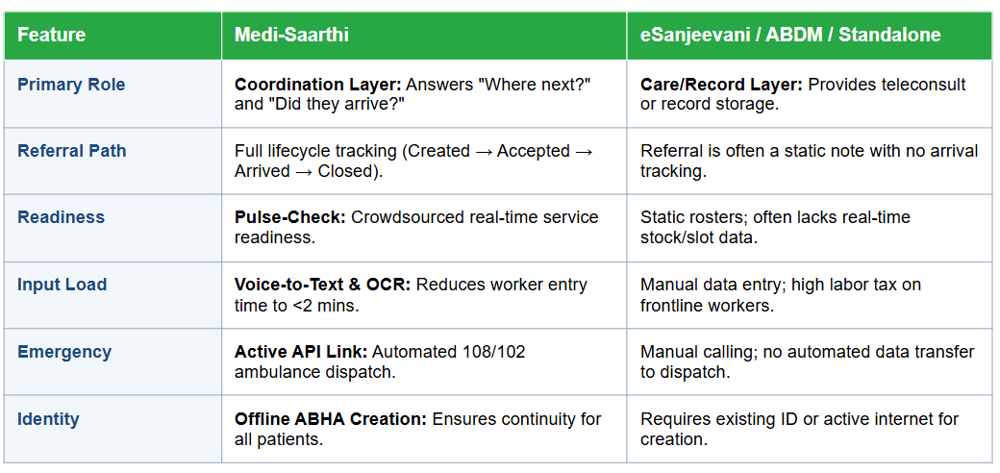 Feature
Medi-Saarthi
eSanjeevani / ABDM / Standalone
Primary Role
Coordination Layer: Answers "Where next?"
and "Did they arrive?"
Care/Record Layer: Provides teleconsult
or record storage.
Referral Path
Full lifecycle tracking (Created → Accepted →
Arrived → Closed).
Referral is often a static note with no arrival
tracking.
Readiness
Pulse-Check: Crowdsourced real-time service
readiness.
Static rosters; often lacks real-time
stock/slot data.
Input Load
Voice-to-Text & OCR: Reduces worker entry
time to <2 mins.
Manual data entry; high labor tax on
frontline workers.
Emergency
Active API Link: Automated 108/102
ambulance dispatch.
Manual calling; no automated data transfer
to dispatch.
Identity
Offline ABHA Creation: Ensures continuity for
all patients.
Requires existing ID or active internet for
creation.